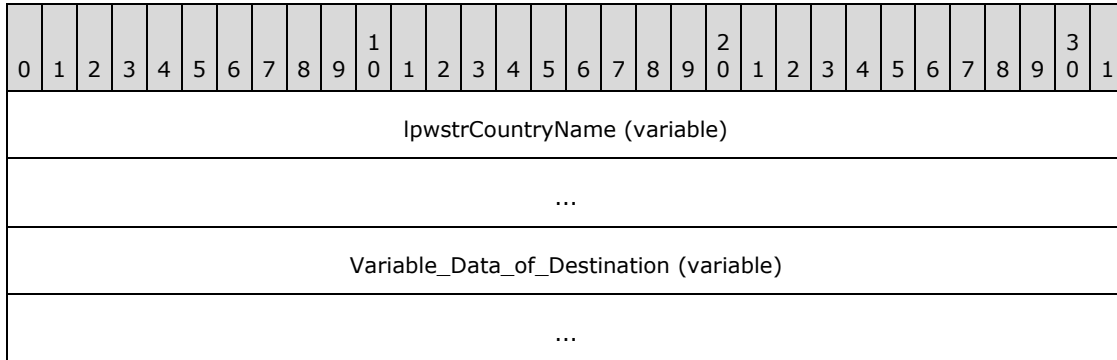 1 2 3
0 1 2 3 4 5 6 7 8 9 0 1 2 3 4 5 6 7 8 9 0 1 2 3 4 5 6 7 8 9 0 1
lpwstrCountryName (variable)
...
Variable_Data_of_Destination (variable)
...